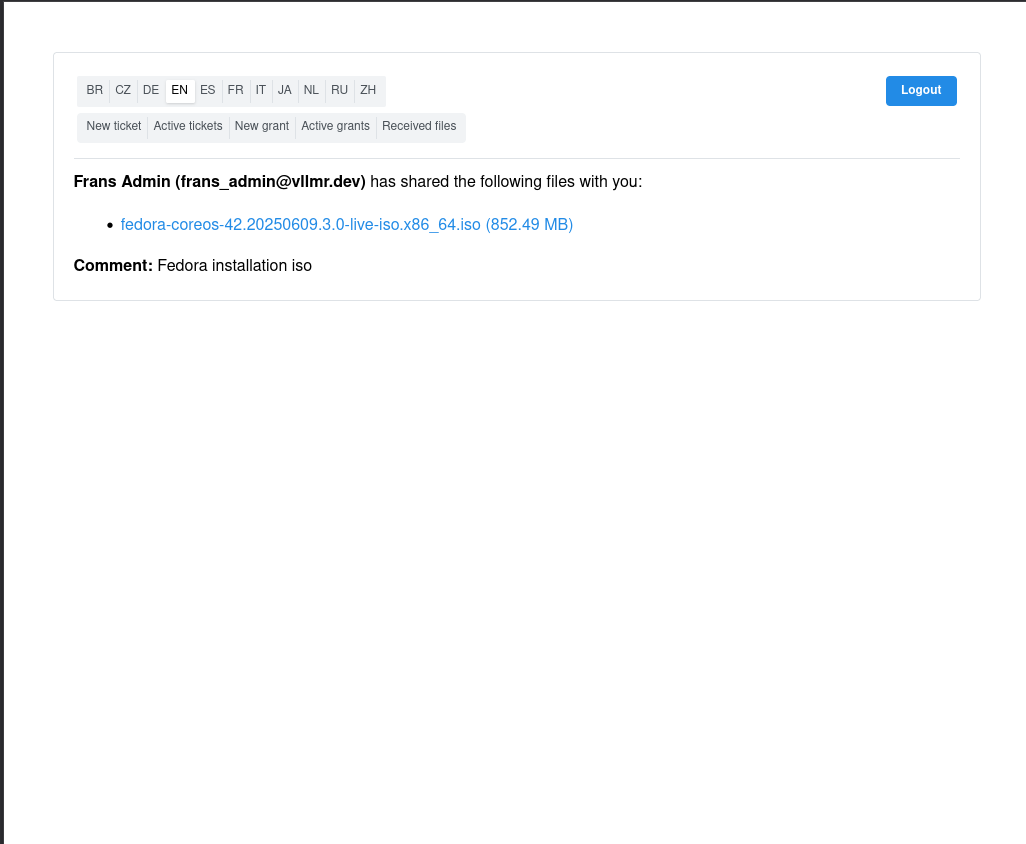 BR CZ DE EN ES FR IT JA NL RU ZH Logout
New ticket Active tickets New grant Active grants Received files
Frans Admin (frans_admin@vllmr.dev) has shared the following files with you:
• fedora-coreos-42.20250609.3.0-live-iso.x86_64.iso (852.49 MB)
Comment: Fedora installation iso